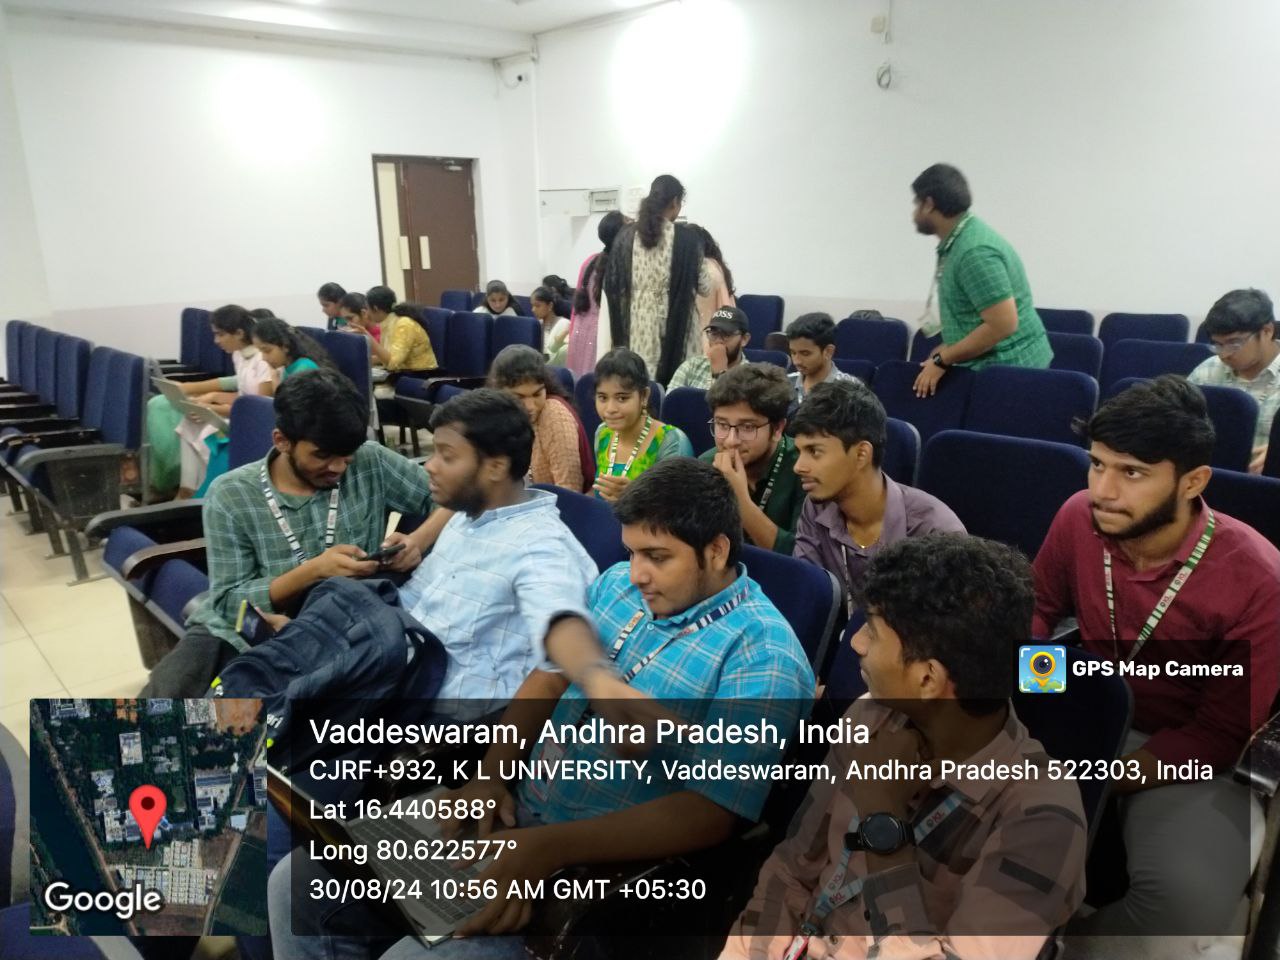 BOSS
GPS Map Camera
Vaddeswaram, Andhra Pradesh, India
CJRF+932, K L UNIVERSITY, Vaddeswaram, Andhra Pradesh 522303, India
Lat 16.440588°
Long 80.622577°
30/08/24 10:56 AM GMT +05:30
Google